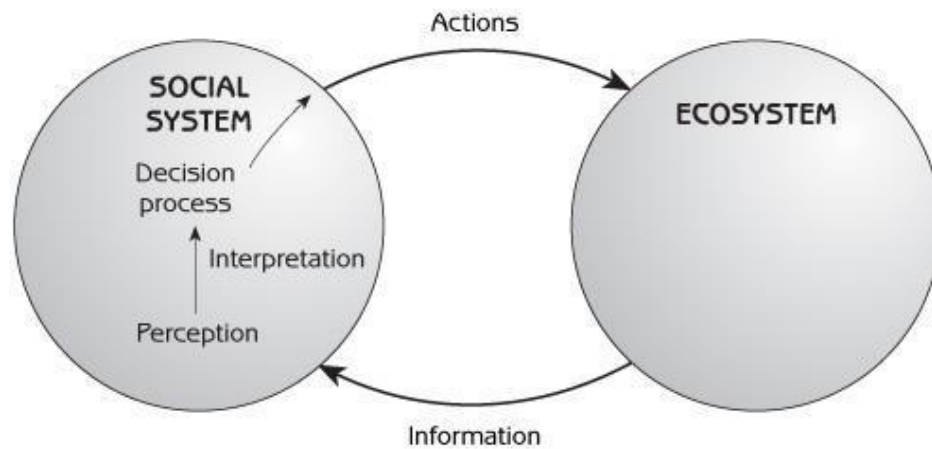 Actions
SOCIAL
SYSTEM
ECOSYSTEM
Decision
process
Interpretation
Perception
Information